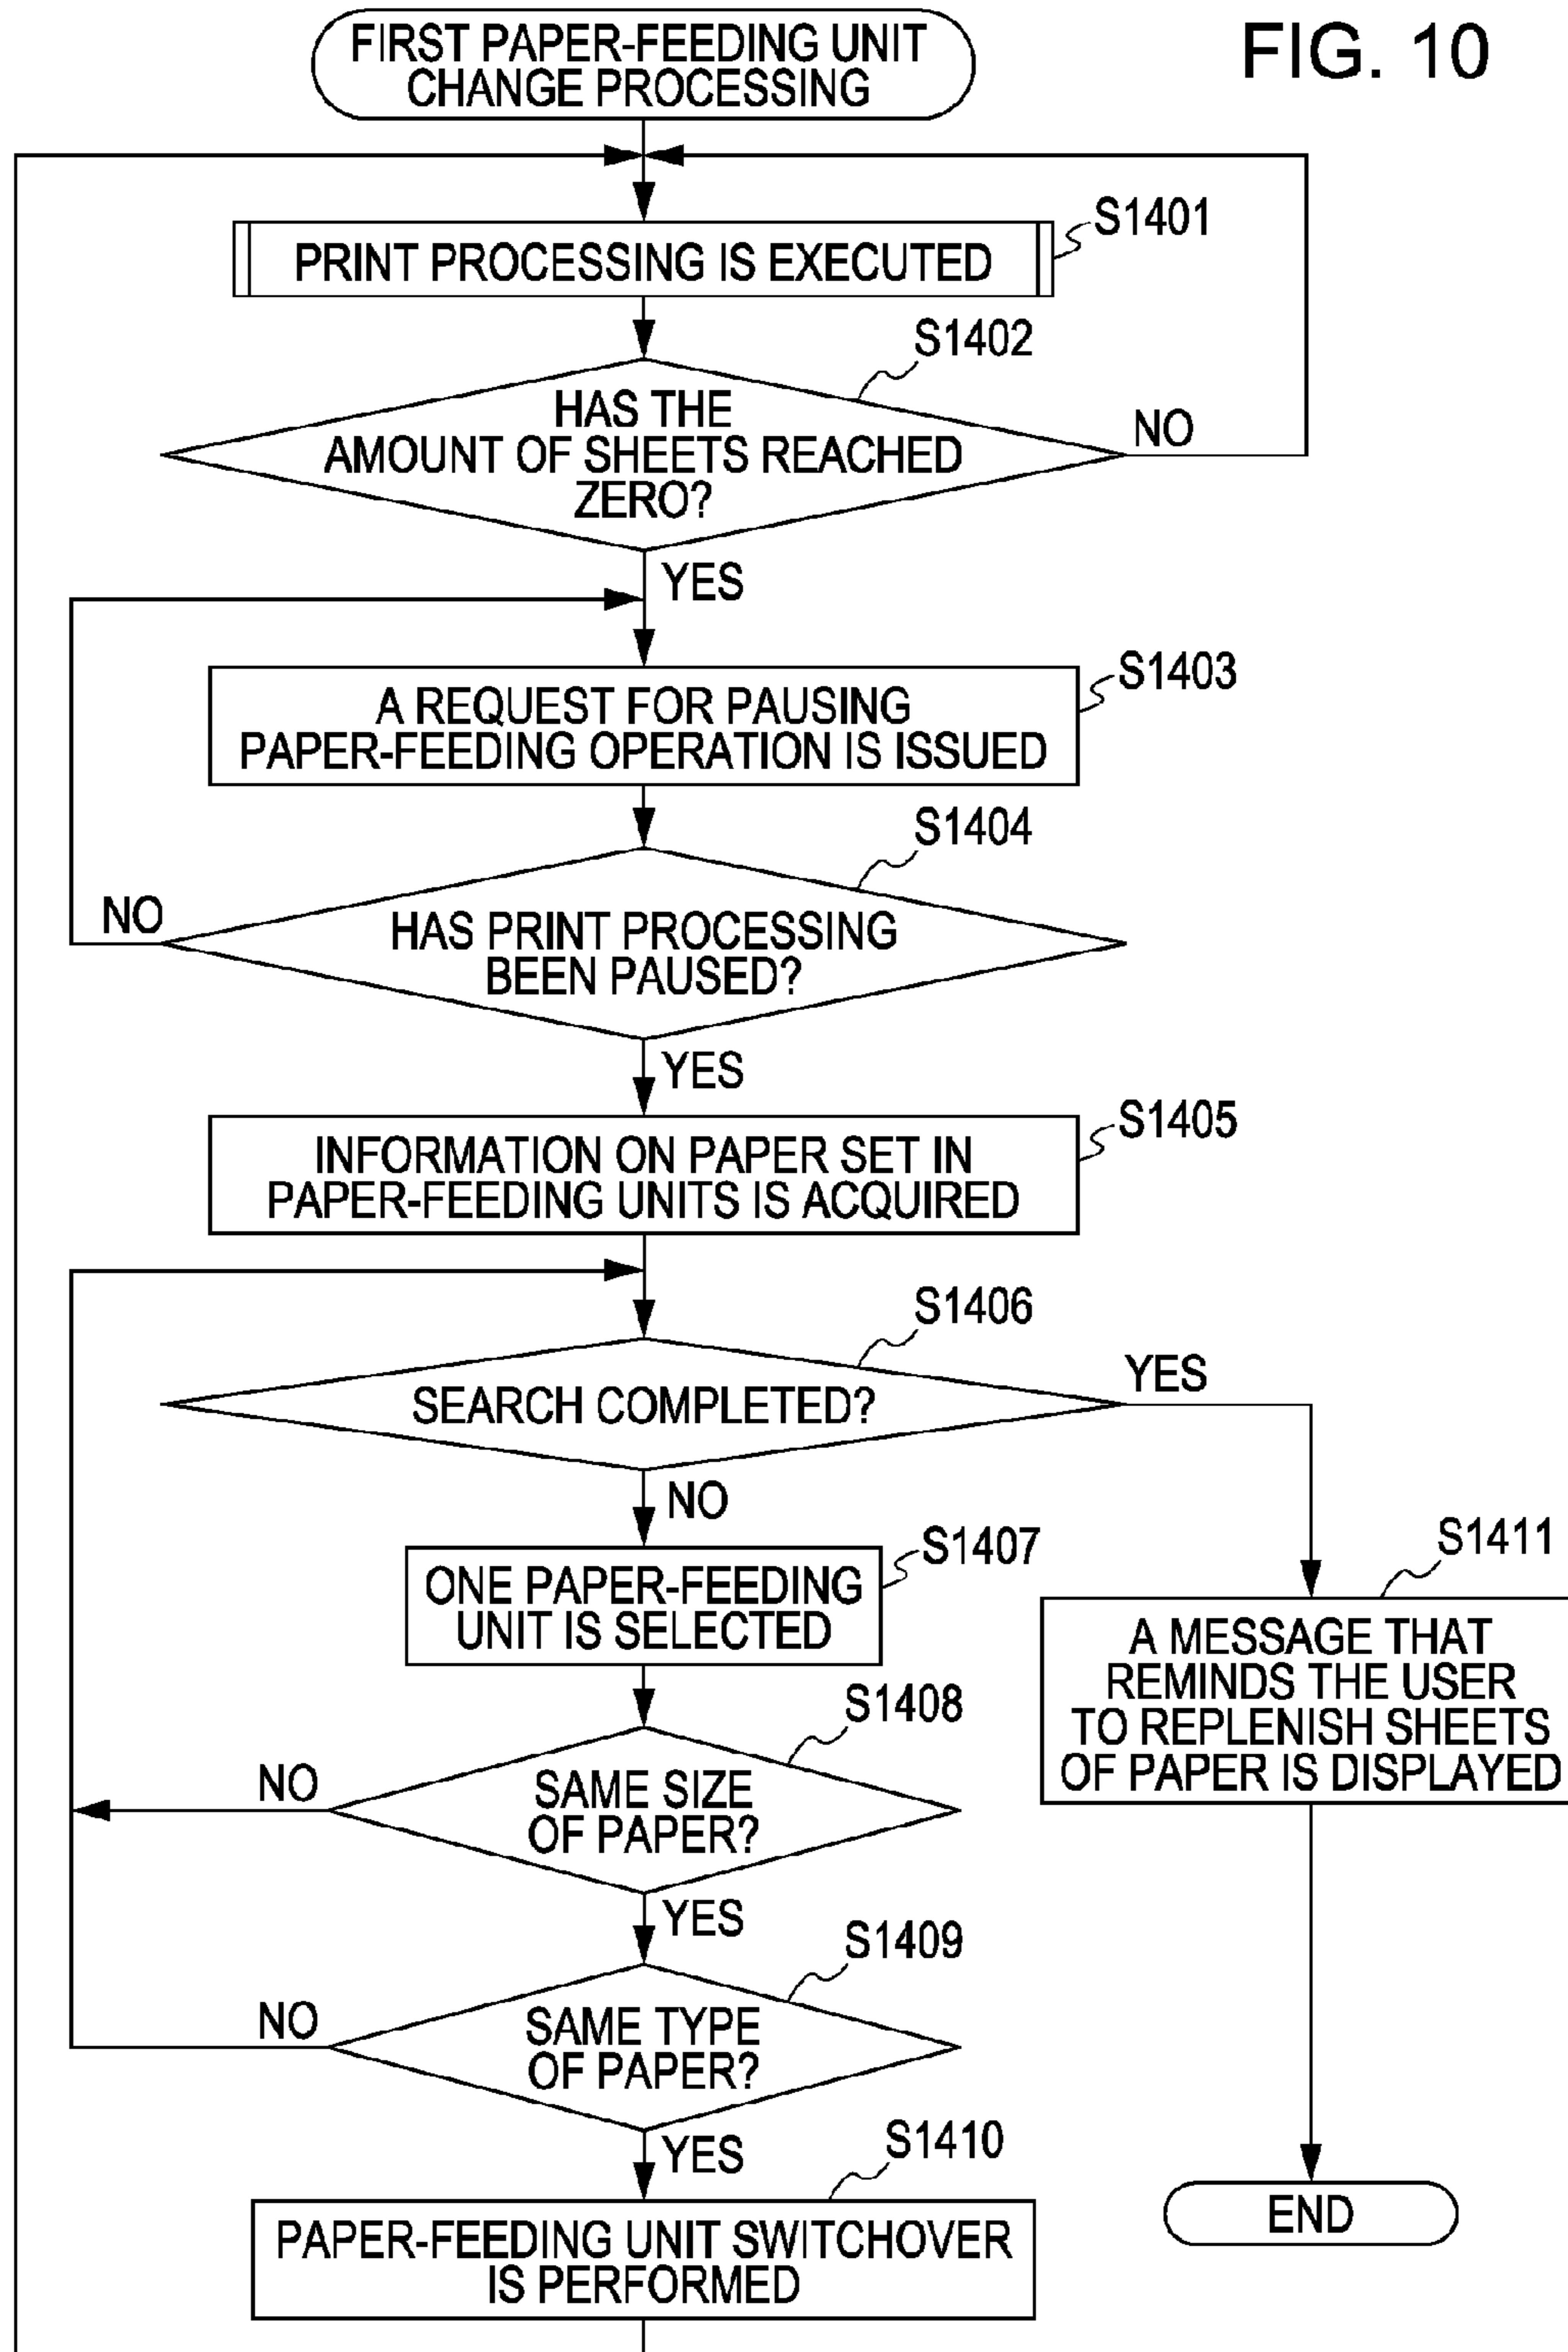 FIG. 10
FIRST PAPER-FEEDING UNIT
CHANGE PROCESSING
S1401
PRINT PROCESSING IS EXECUTED
S1402
HAS THE
AMOUNT OF SHEETS REACHED
ZERO?
NO
YES
S1403
A REQUEST FOR PAUSING
PAPER-FEEDING OPERATION IS ISSUED
S1404
NO
HAS PRINT PROCESSING
BEEN PAUSED?
YES
S1405
INFORMATION ON PAPER SET IN
PAPER-FEEDING UNITS IS ACQUIRED
S1406
YES
SEARCH COMPLETED?
NO
S1407
ONE PAPER-FEEDING
UNIT IS SELECTED
S1411
A MESSAGE THAT
REMINDS THE USER
TO REPLENISH SHEETS
OF PAPER IS DISPLAYED
S1408
NO
SAME SIZE
OF PAPER?
YES
S1409
NO
SAME TYPE
OF PAPER?
YES
S1410
PAPER-FEEDING UNIT SWITCHOVER
IS PERFORMED
END